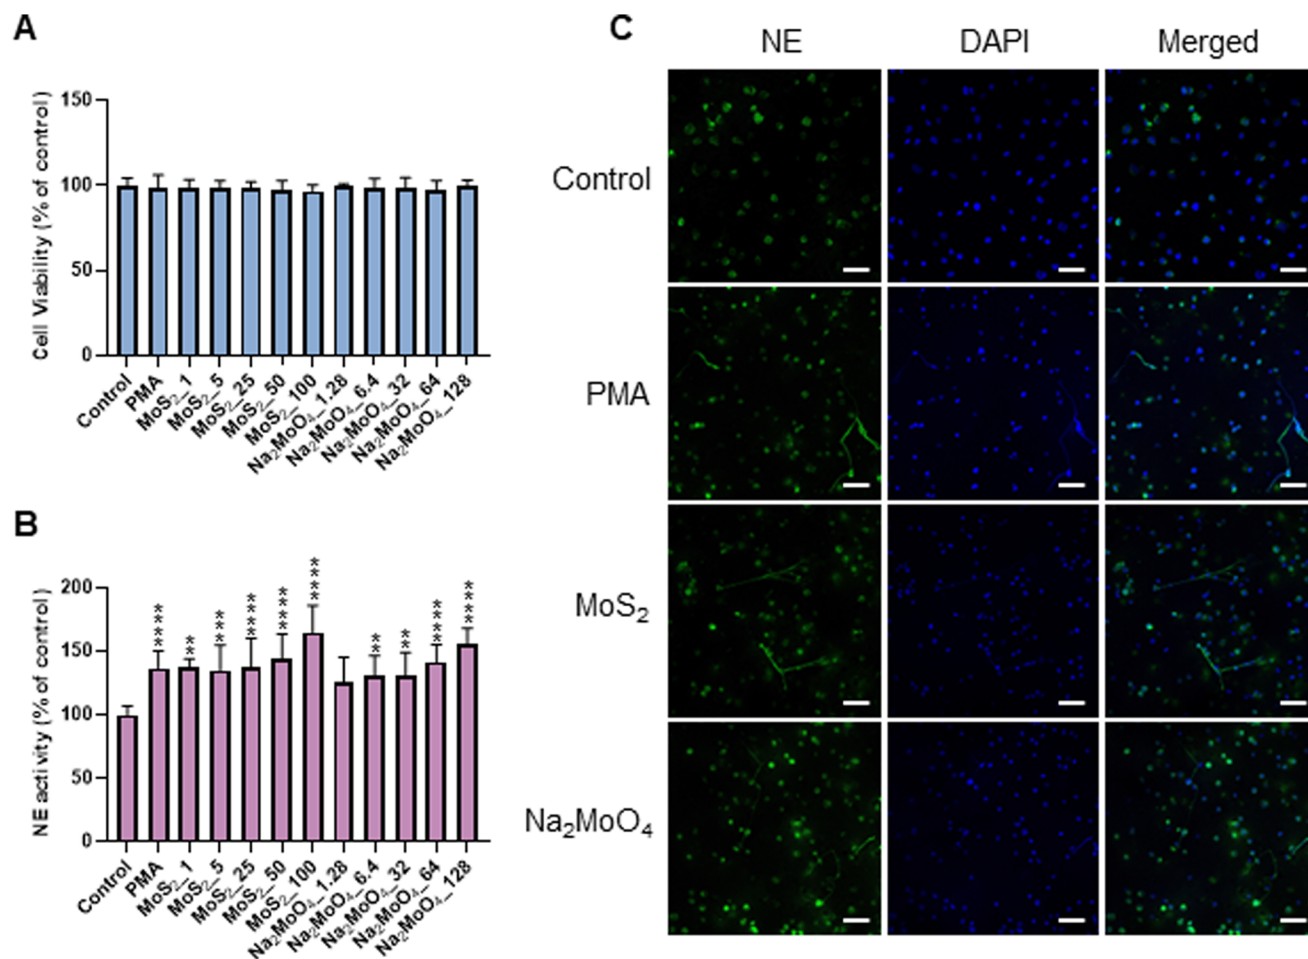 A
Cell Viability (% of control)
150
100
50
0
Control
PMA
MoS₂_1
MoS₂_5
MoS₂_25
MoS₂_50
MoS₂_100
Na₂MoO₄_1.28
Na₂MoO₄_6.4
Na₂MoO₄_32
Na₂MoO₄_64
Na₂MoO₄_128
B
NE activity (% of control)
200
150
100
50
0
****
**
***
****
****
****
**
**
****
****
Control
PMA
MoS₂_1
MoS₂_5
MoS₂_25
MoS₂_50
MoS₂_100
Na₂MoO₄_1.28
Na₂MoO₄_6.4
Na₂MoO₄_32
Na₂MoO₄_64
Na₂MoO₄_128
C
NE DAPI Merged
Control
PMA
MoS₂
Na₂MoO₄